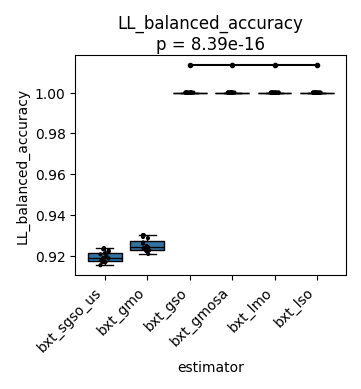 LL_balanced_accuracy
p = 8.39e-16
LL_balanced_accuracy
1.00
0.98
0.96
0.94
0.92
bxt_sgso_us
bxt_gmo
bxt_gso
bxt_gmosa
bxt_lmo
bxt_lso
estimator